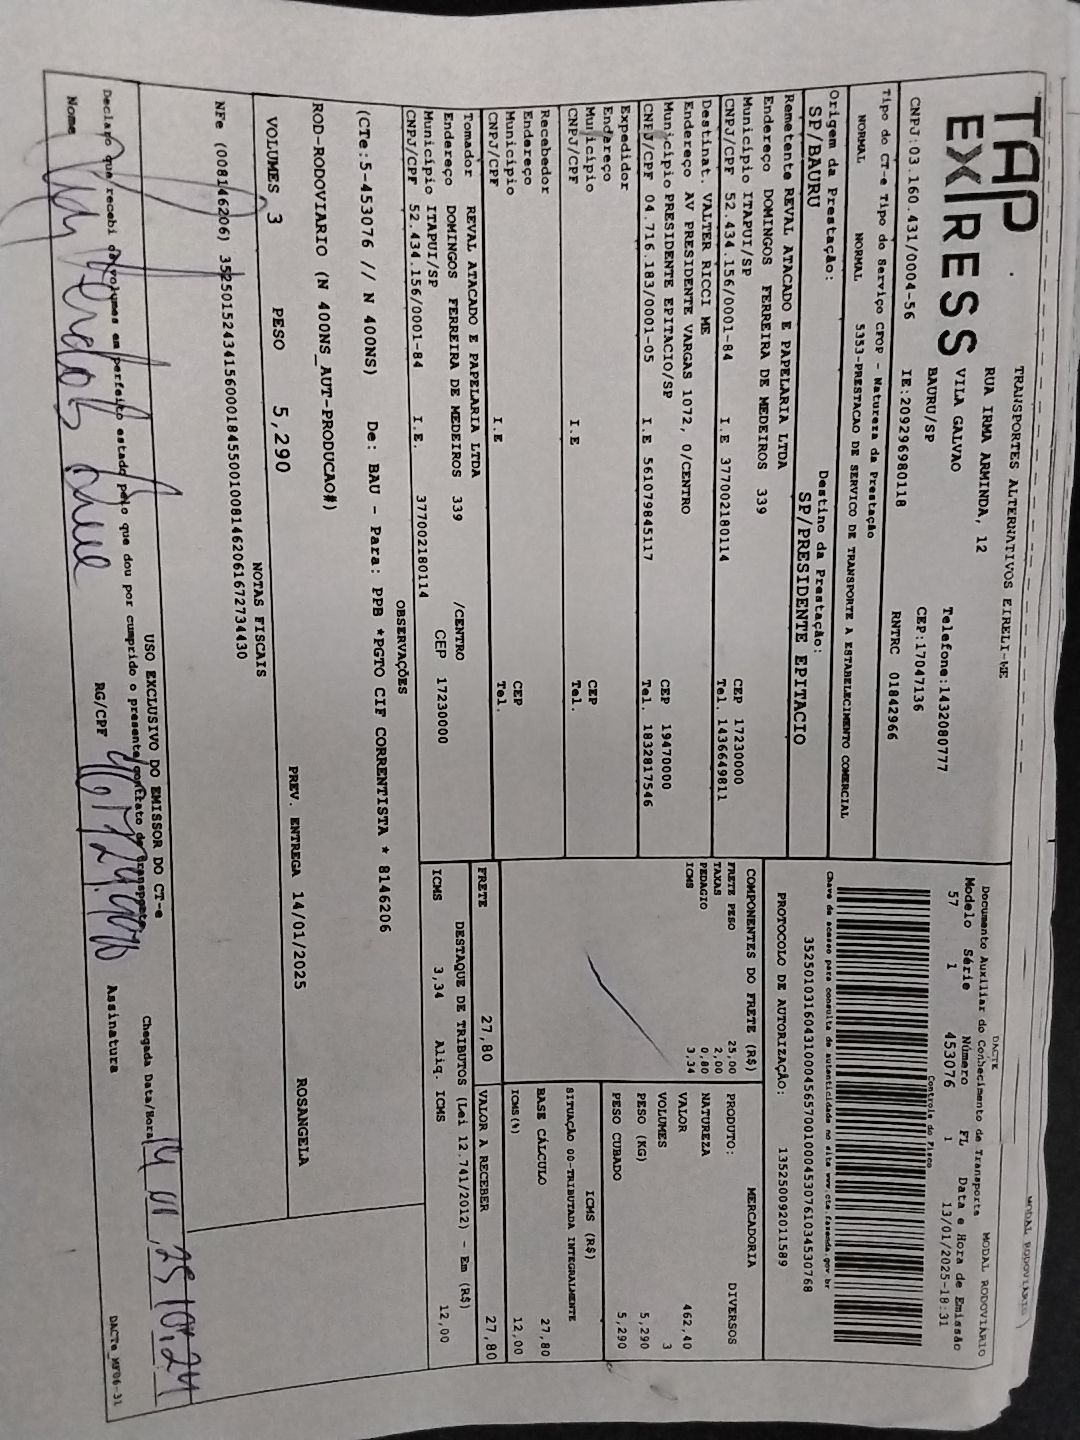 TAP
EXPRESS
TRANSPORTES ALTERNATIVOS EIRELI-ME
RUA IRMA ARMINDA, 12
VILA GALVAO
BAURU/SP
Telefone:1432080777
CEP:17047136
CNPJ:03.160.431/0004-56 IE:209296980118 RNTRC 01842966
MODAL RODOVIÁRIO
DACTE MODAL RODOVIÁRIO
Documento Auxiliar do Conhecimento de Transporte
Modelo Série Número FL Data e Hora de Emissão
57 1 453076 1 13/01/2025-18:31
Controle do Fisco
Chave de acesso para consulta de autenticidade no site www.cte.fazenda.gov.br
PROTOCOLO DE AUTORIZAÇÃO: 135250092011589
Tipo do CT-e Tipo do Serviço CFOP - Natureza da Prestação
NORMAL NORMAL 5353-PRESTACAO DE SERVICO DE TRANSPORTE A ESTABELECIMENTO COMERCIAL
Origem da Prestação: Destino da Prestação:
SP/BAURU SP/PRESIDENTE EPITACIO
Remetente REVAL ATACADO E PAPELARIA LTDA
Endereço DOMINGOS FERREIRA DE MEDEIROS 339
Municipio ITAPUI/SP CEP 17230000
CNPJ/CPF 52.434.156/0001-84 I.E 377002180114 Tel. 1436649811
Destinat. VALTER RICCI ME
Endereço AV PRESIDENTE VARGAS 1072, 0/CENTRO
Municipio PRESIDENTE EPITACIO/SP CEP 19470000
CNPJ/CPF 04.716.183/0001-05 I.E 561079845117 Tel. 1832817546
Expedidor
Endereço
Municipio CEP
CNPJ/CPF I.E Tel.
Recebedor
Endereço
Municipio CEP
CNPJ/CPF I.E Tel.
Tomador REVAL ATACADO E PAPELARIA LTDA
Endereço DOMINGOS FERREIRA DE MEDEIROS 339 /CENTRO
Municipio ITAPUI/SP CEP 17230000
CNPJ/CPF 52.434.156/0001-84 I.E. 377002180114
COMPONENTES DO FRETE (R$)
FRETE PESO 25,00
TAXAS 2,00
PEDAGIO 0,80
ICMS 3,34
MERCADORIA
PRODUTO: DIVERSOS
NATUREZA
VALOR 462,40
VOLUMES 3
PESO (KG) 5,290
PESO CUBADO 5,290
ICMS (R$)
SITUAÇÃO 00-TRIBUTADA INTEGRALMENTE
BASE CÁLCULO 27,80
ICMS (%) 12,00
FRETE 27,80 VALOR A RECEBER 27,80
DESTAQUE DE TRIBUTOS (Lei 12.741/2012) - Em (R$)
ICMS 3,34 Aliq. ICMS 12,00
OBSERVAÇÕES
(CTe:5-453076 // N 400NS) De: BAU - Para: PPB *PGTO CIF CORRENTISTA * 8146206
ROD-RODOVIARIO (N 400NS_AUT-PRODUCAO#)
PREV. ENTREGA 14/01/2025 ROSANGELA
VOLUMES 3 PESO 5,290
NOTAS FISCAIS
NFe (008146206)
USO EXCLUSIVO DO EMISSOR DO CT-e
Chegada Data/Hora 14 01 25 10:24
Declaro que recebi os volumes em perfeito estado pelo que dou por cumprido o presente contrato de transporte
Nome RG/CPF Assinatura
DACTe_MF06-31